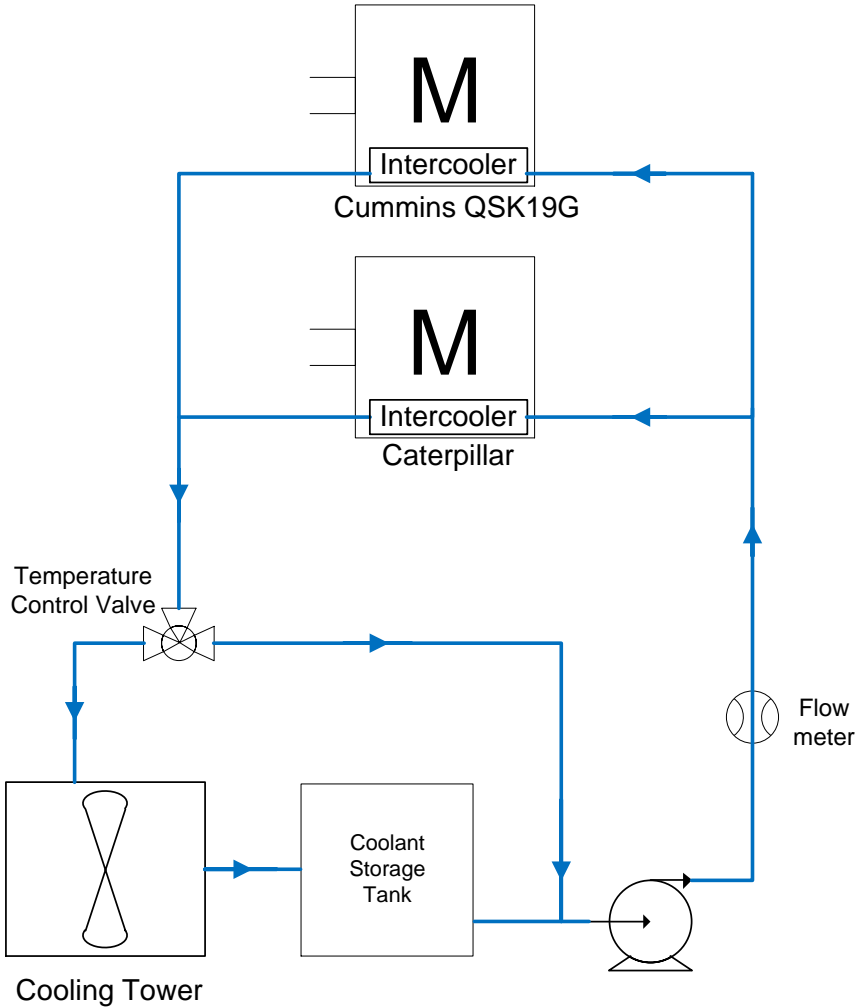 M
Intercooler
Cummins QSK19G
M
Intercooler
Caterpillar
Temperature
Control Valve
Flow
meter
Coolant
Storage
Tank
Cooling Tower